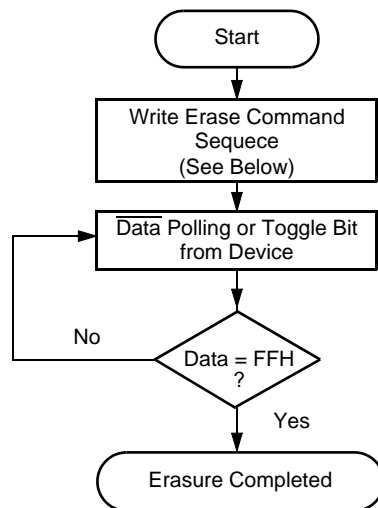 Start
Write Erase Command
Sequece
(See Below)
Data Polling or Toggle Bit
from Device
No
Data = FFH
?
Yes
Erasure Completed